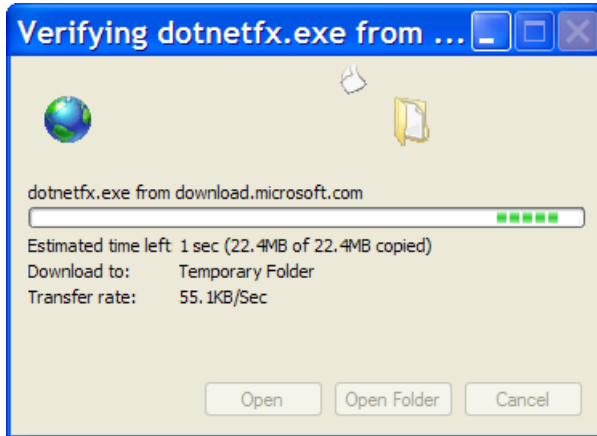 Verifying dotnetfx.exe from ...
dotnetfx.exe from download.microsoft.com
Estimated time left 1 sec (22.4MB of 22.4MB copied)
Download to: Temporary Folder
Transfer rate: 55.1KB/Sec
Open Open Folder Cancel